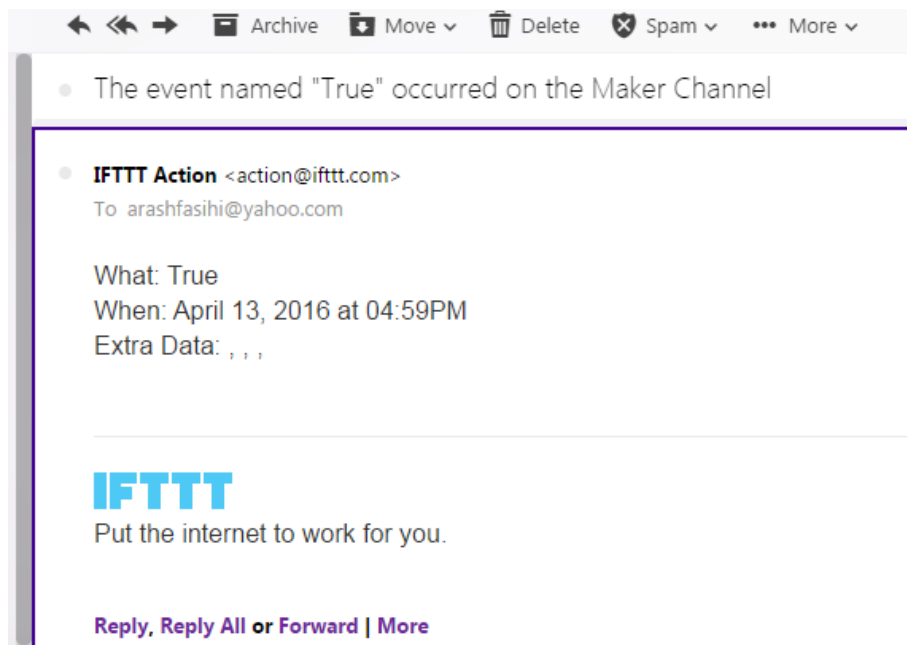 Archive Move Delete Spam ••• More
The event named "True" occurred on the Maker Channel
IFTTT Action <action@ifttt.com>
To arashfasihi@yahoo.com
What: True
When: April 13, 2016 at 04:59PM
Extra Data: , , ,
IFTTT
Put the internet to work for you.
Reply, Reply All or Forward | More